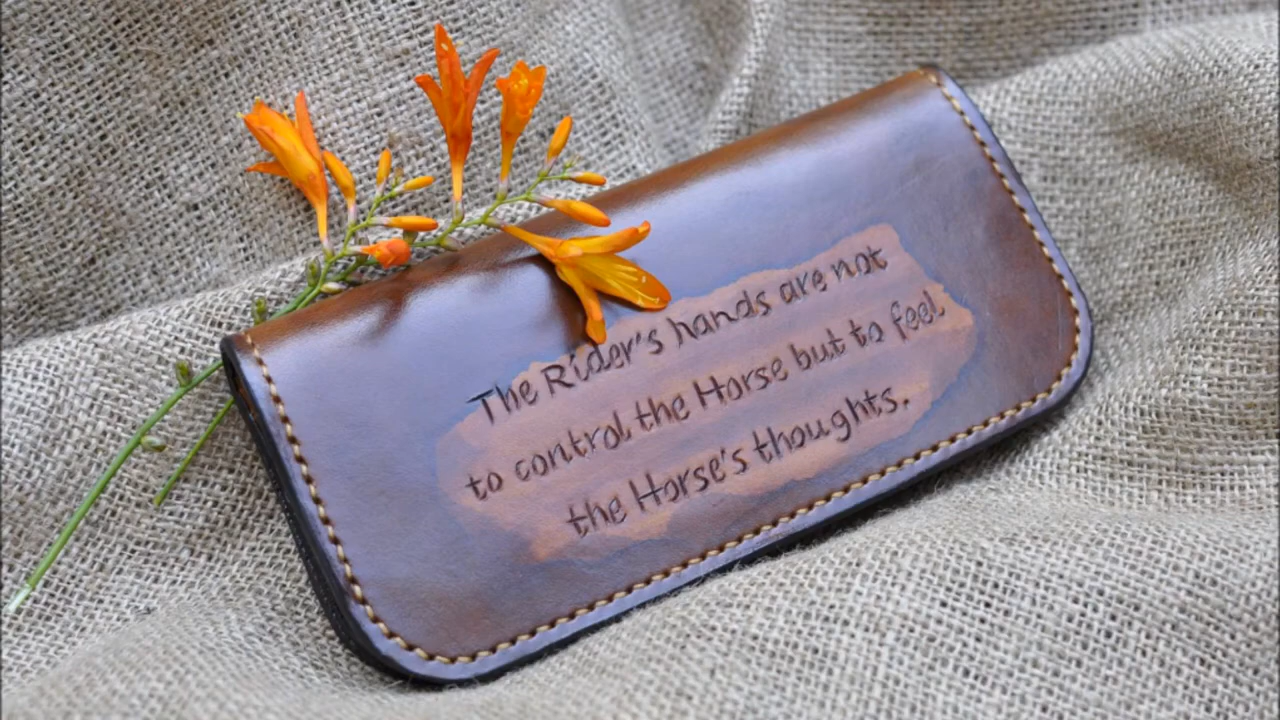 The Rider's hands are not
to control the Horse but to feel
the Horse's thoughts.